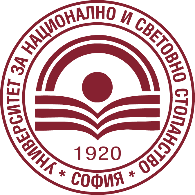 УНИВЕРСИТЕТ ЗА НАЦИОНАЛНО И СВЕТОВНО СТОПАНСТВО
1920
* СОФИЯ *